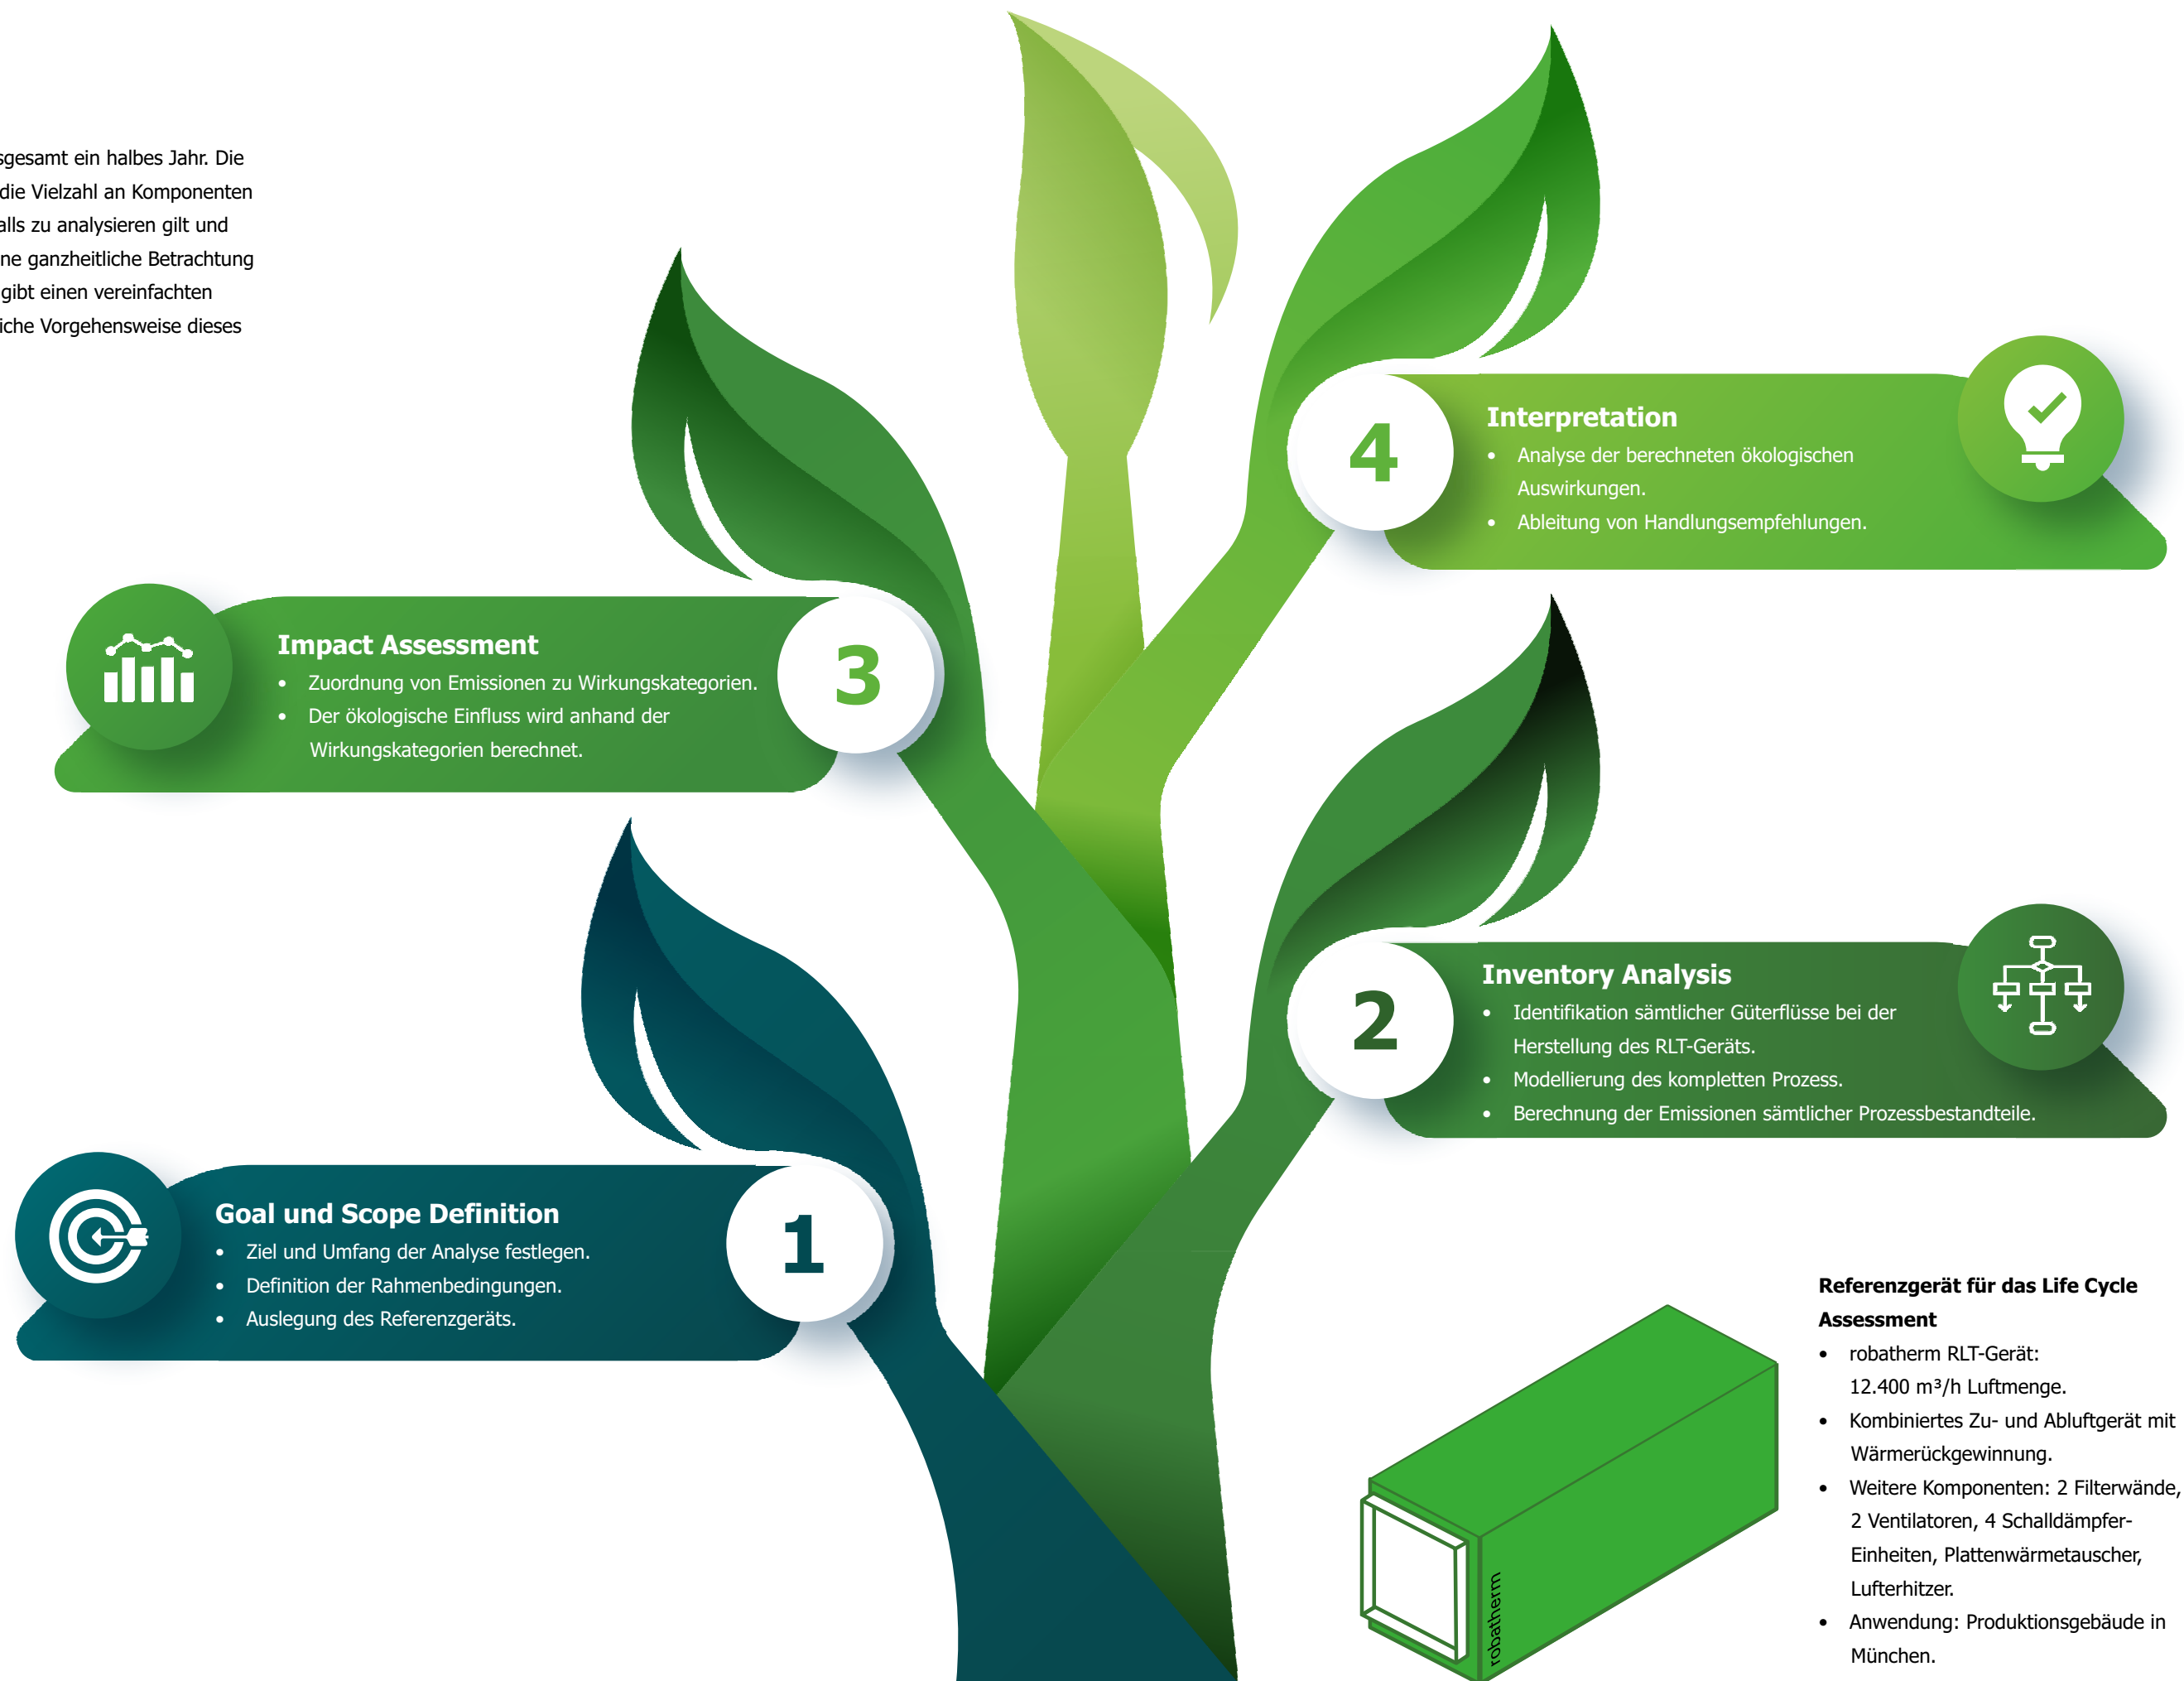 sgesamt ein halbes Jahr. Die
die Vielzahl an Komponenten
alls zu analysieren gilt und
ne ganzheitliche Betrachtung
gibt einen vereinfachten
iche Vorgehensweise dieses
4
Interpretation
• Analyse der berechneten ökologischen
Auswirkungen.
• Ableitung von Handlungsempfehlungen.
Impact Assessment
• Zuordnung von Emissionen zu Wirkungskategorien.
• Der ökologische Einfluss wird anhand der
Wirkungskategorien berechnet.
3
2
Inventory Analysis
• Identifikation sämtlicher Güterflüsse bei der
Herstellung des RLT-Geräts.
• Modellierung des kompletten Prozess.
• Berechnung der Emissionen sämtlicher Prozessbestandteile.
Goal und Scope Definition
• Ziel und Umfang der Analyse festlegen.
• Definition der Rahmenbedingungen.
• Auslegung des Referenzgeräts.
1
Referenzgerät für das Life Cycle
Assessment
• robatherm RLT-Gerät:
12.400 m³/h Luftmenge.
• Kombiniertes Zu- und Abluftgerät mit
Wärmerückgewinnung.
• Weitere Komponenten: 2 Filterwände,
2 Ventilatoren, 4 Schalldämpfer-
Einheiten, Plattenwärmetauscher,
Lufterhitzer.
• Anwendung: Produktionsgebäude in
München.
robatherm